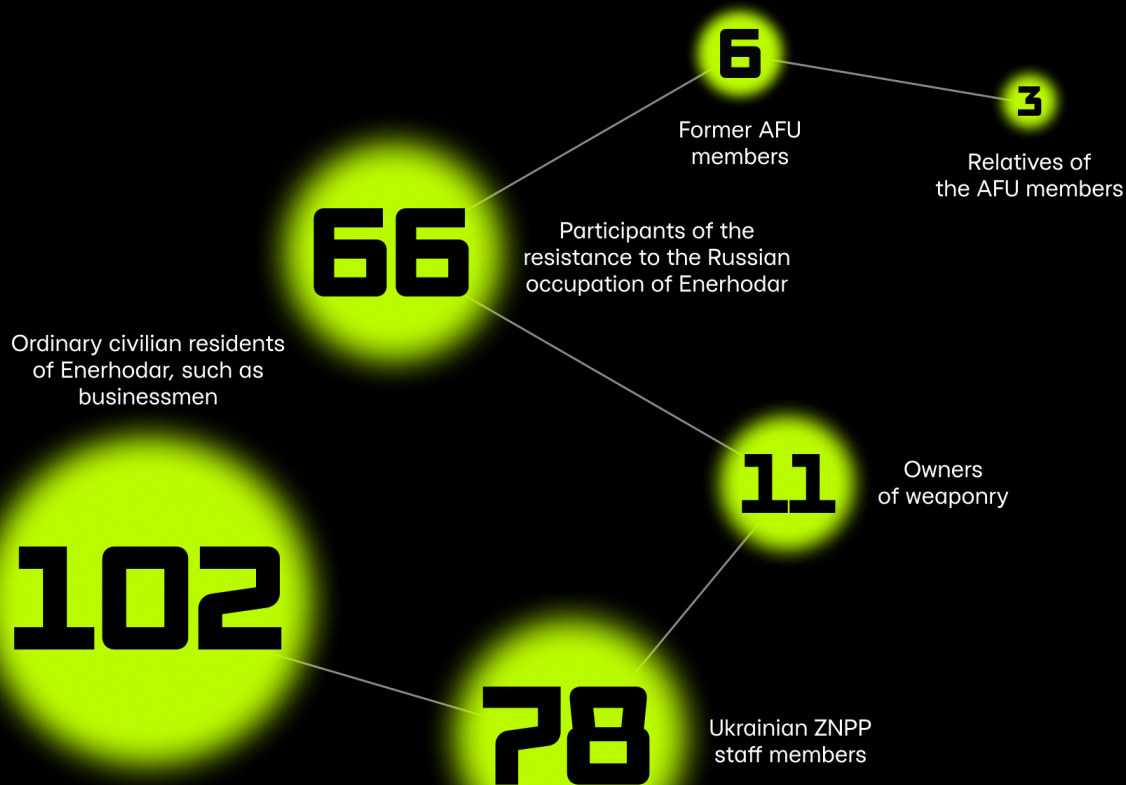 6
Former AFU
members
3
Relatives of
the AFU members
66
Participants of the
resistance to the Russian
occupation of Enerhodar
Ordinary civilian residents
of Enerhodar, such as
businessmen
102
11
Owners
of weaponry
78
Ukrainian ZNPP
staff members